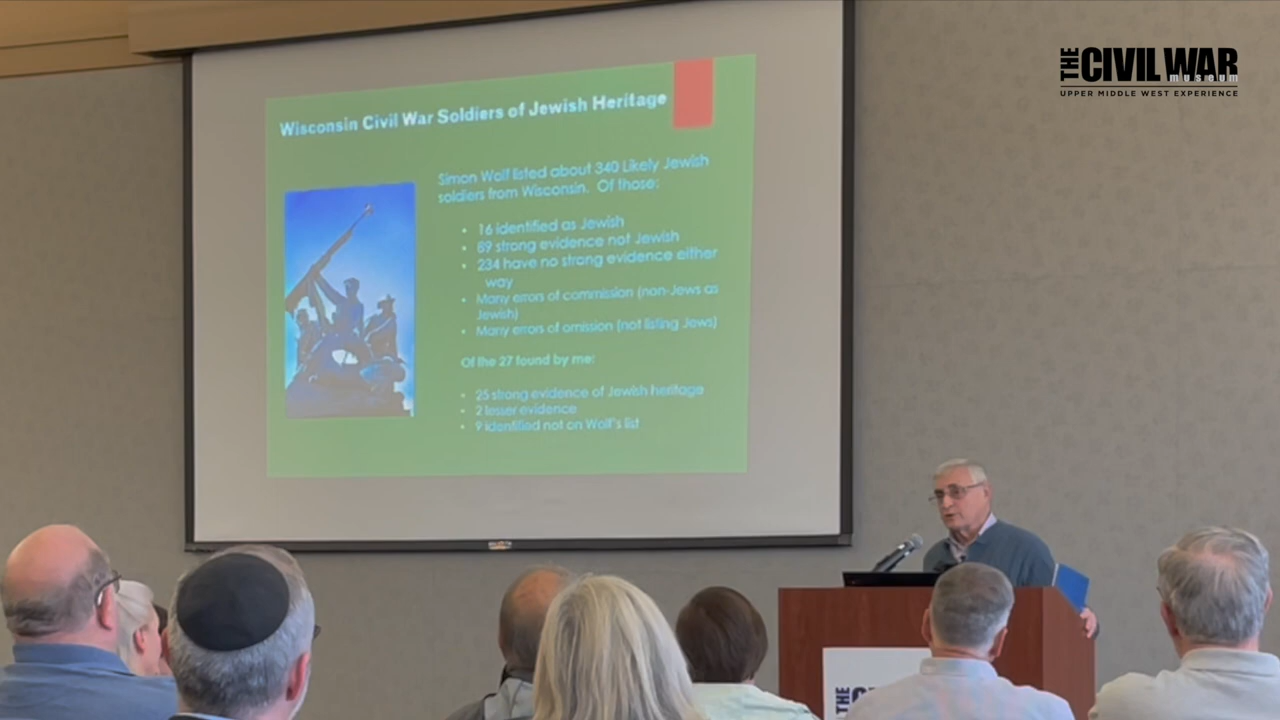 THE CIVIL WAR
museum
UPPER MIDDLE WEST EXPERIENCE
Wisconsin Civil War Soldiers of Jewish Heritage
Simon Wolf listed about 340 Likely Jewish
soldiers from Wisconsin. Of those:
• 16 identified as Jewish
• 89 strong evidence not Jewish
• 234 have no strong evidence either
way
• Many errors of commission (non-Jews as
Jewish)
• Many errors of omission (not listing Jews)
Of the 27 found by me:
• 25 strong evidence of Jewish heritage
• 2 lesser evidence
• 9 identified not on Wolf's list
THE